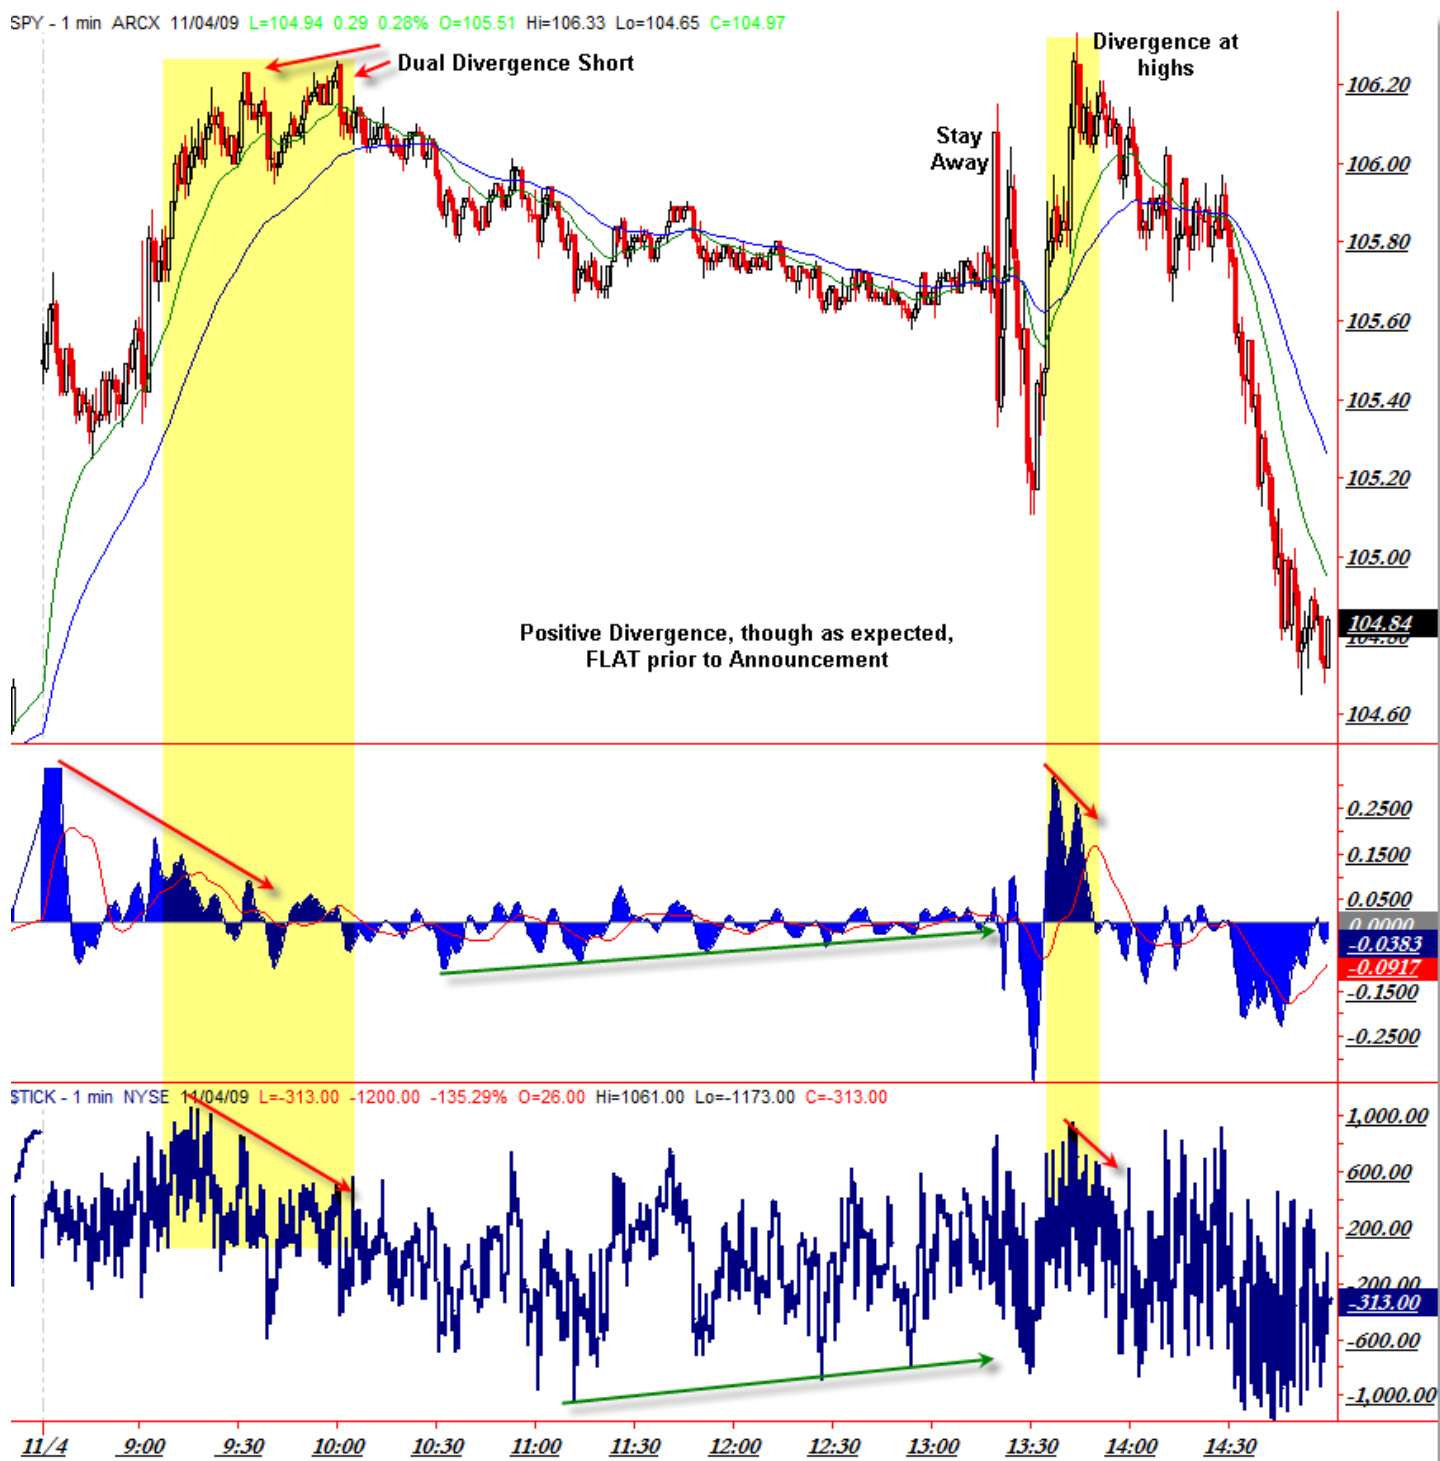 SPY - 1 min ARCX 11/04/09 L=104.94 0.29 0.28% O=105.51 Hi=106.33 Lo=104.65 C=104.97
Divergence at
highs
Dual Divergence Short
Stay
Away
106.20
106.00
105.80
105.60
105.40
105.20
105.00
104.84
104.80
104.60
Positive Divergence, though as expected,
FLAT prior to Announcement
0.2500
0.1500
0.0500
0.0000
-0.0383
-0.0917
-0.1500
-0.2500
$TICK - 1 min NYSE 11/04/09 L=-313.00 -1200.00 -135.29% O=26.00 Hi=1061.00 Lo=-1173.00 C=-313.00
1,000.00
600.00
200.00
-200.00
-313.00
-600.00
-1,000.00
11/4 9:00 9:30 10:00 10:30 11:00 11:30 12:00 12:30 13:00 13:30 14:00 14:30